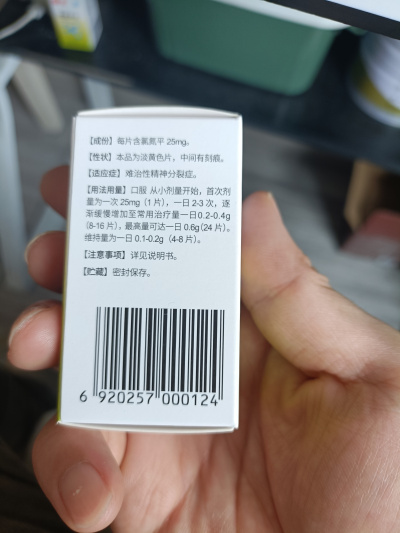 【成份】每片含氯氮平 25mg。
【性状】本品为淡黄色片，中间有刻痕。
【适应症】难治性精神分裂症。
【用法用量】口服 从小剂量开始，首次剂
量为一次 25mg（1 片），一日 2-3 次，逐
渐缓慢增加至常用治疗量一日0.2-0.4g
(8-16 片)，最高量可达一日 0.6g(24 片)。
维持量为一日 0.1-0.2g（4-8片）。
【注意事项】详见说明书。
【贮藏】密封保存。
6 920257 000124